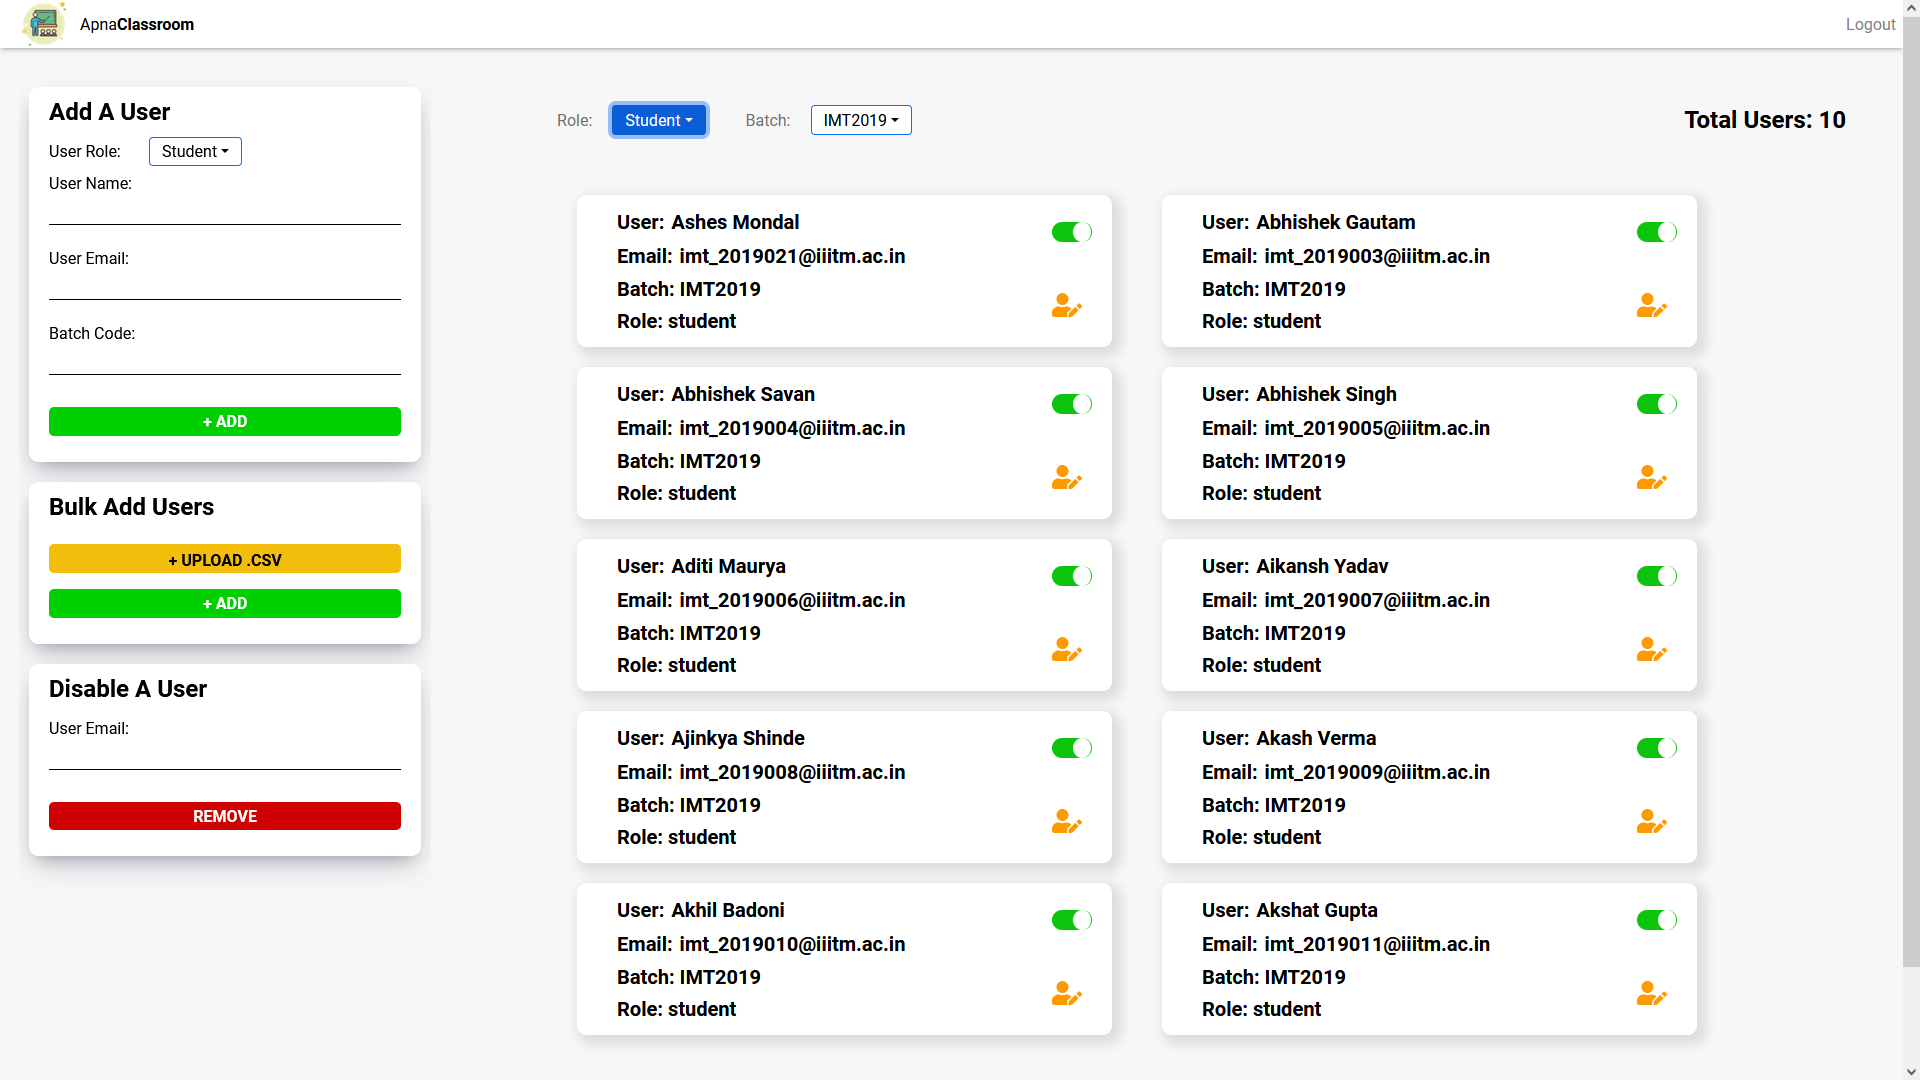 ApnaClassroom
Logout
Add A User
User Role: Student
User Name:
User Email:
Batch Code:
+ ADD
Bulk Add Users
+ UPLOAD .CSV
+ ADD
Disable A User
User Email:
REMOVE
Role: Student Batch: IMT2019
Total Users: 10
User: Ashes Mondal
Email: imt_2019021@iiitm.ac.in
Batch: IMT2019
Role: student
User: Abhishek Gautam
Email: imt_2019003@iiitm.ac.in
Batch: IMT2019
Role: student
User: Abhishek Savan
Email: imt_2019004@iiitm.ac.in
Batch: IMT2019
Role: student
User: Abhishek Singh
Email: imt_2019005@iiitm.ac.in
Batch: IMT2019
Role: student
User: Aditi Maurya
Email: imt_2019006@iiitm.ac.in
Batch: IMT2019
Role: student
User: Aikansh Yadav
Email: imt_2019007@iiitm.ac.in
Batch: IMT2019
Role: student
User: Ajinkya Shinde
Email: imt_2019008@iiitm.ac.in
Batch: IMT2019
Role: student
User: Akash Verma
Email: imt_2019009@iiitm.ac.in
Batch: IMT2019
Role: student
User: Akhil Badoni
Email: imt_2019010@iiitm.ac.in
Batch: IMT2019
Role: student
User: Akshat Gupta
Email: imt_2019011@iiitm.ac.in
Batch: IMT2019
Role: student